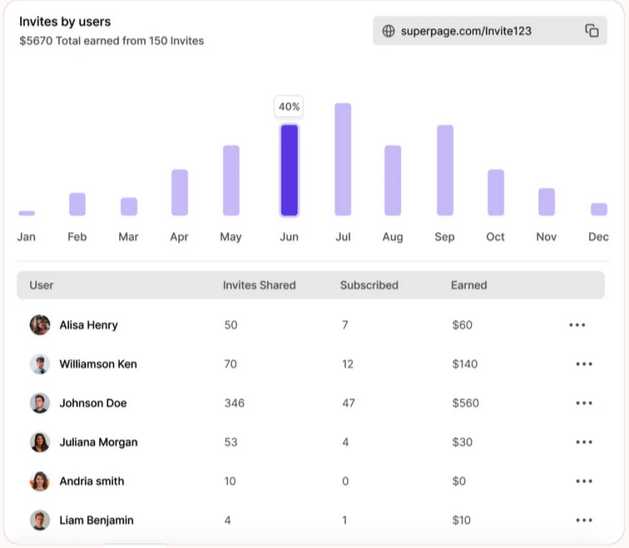 Invites by users
$5670 Total earned from 150 Invites
superpage.com/Invite123
40%
Jan Feb Mar Apr May Jun Jul Aug Sep Oct Nov Dec
User Invites Shared Subscribed Earned
Alisa Henry 50 7 $60
Williamson Ken 70 12 $140
Johnson Doe 346 47 $560
Juliana Morgan 53 4 $30
Andria smith 10 0 $0
Liam Benjamin 4 1 $10